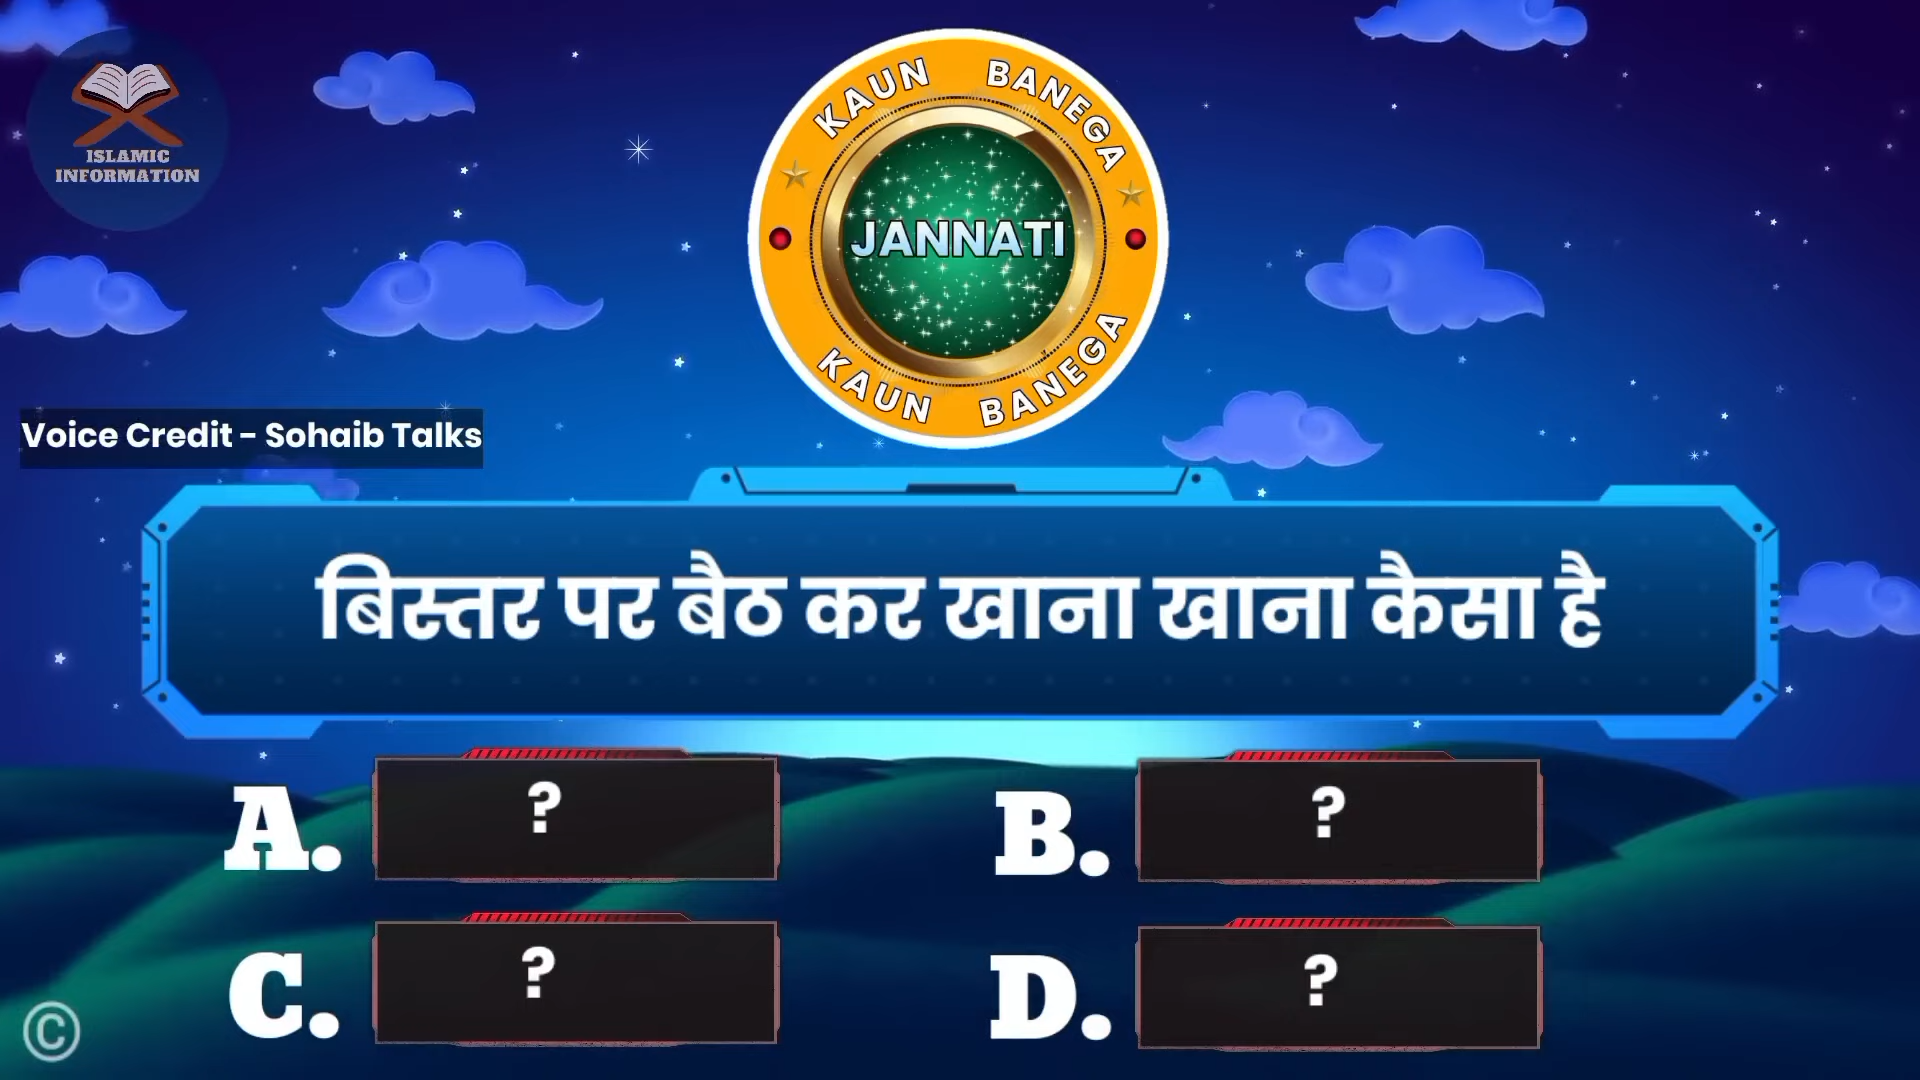 ISLAMIC
INFORMATION
KAUN BANEGA
JANNATI
KAUN BANEGA
Voice Credit - Sohaib Talks
बिस्तर पर बैठ कर खाना खाना कैसा है
A. ?
B. ?
C. ?
D. ?
©